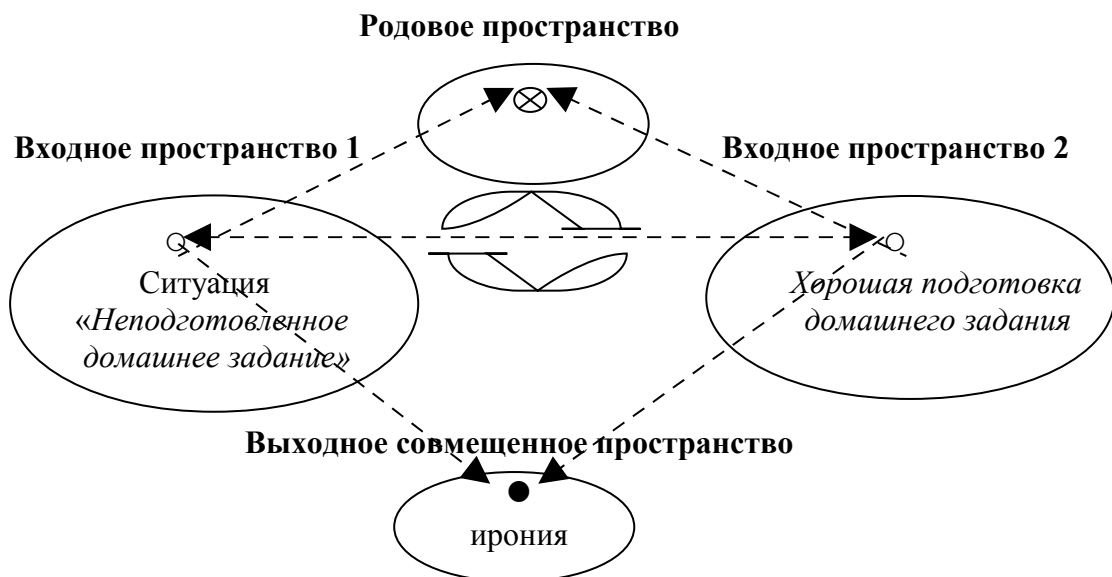 Родовое пространство
Входное пространство 1
Входное пространство 2
Ситуация
«Неподготовленное
домашнее задание»
Хорошая подготовка
домашнего задания
Выходное совмещенное пространство
ирония